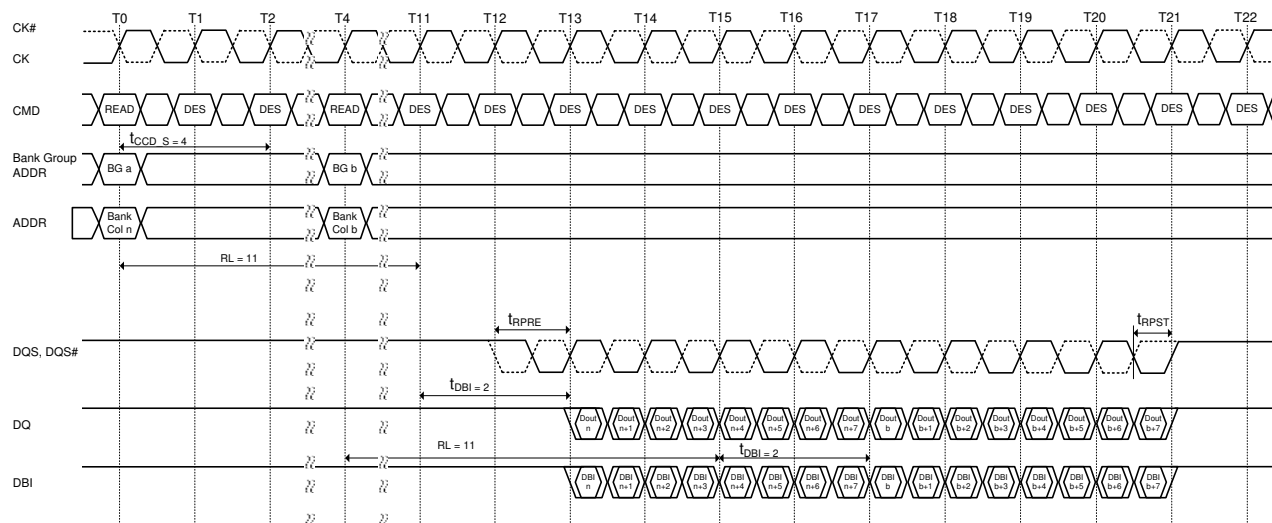 T0 T1 T2 T4 T11 T12 T13 T14 T15 T16 T17 T18 T19 T20 T21 T22
CK#
CK
CMD READ DES DES READ DES DES DES DES DES DES DES DES DES DES DES DES
tCCD_S = 4
Bank Group
ADDR
BG a BG b
ADDR
Bank
Col n
Bank
Col b
RL = 11
tRPRE tRPST
DQS, DQS#
tDBI = 2
DQ
Dout
n
Dout
n+1
Dout
n+2
Dout
n+3
Dout
n+4
Dout
n+5
Dout
n+6
Dout
n+7
Dout
b
Dout
b+1
Dout
b+2
Dout
b+3
Dout
b+4
Dout
b+5
Dout
b+6
Dout
b+7
RL = 11 tDBI = 2
DBI
DBI
n
DBI
n+1
DBI
n+2
DBI
n+3
DBI
n+4
DBI
n+5
DBI
n+6
DBI
n+7
DBI
b
DBI
b+1
DBI
b+2
DBI
b+3
DBI
b+4
DBI
b+5
DBI
b+6
DBI
b+7